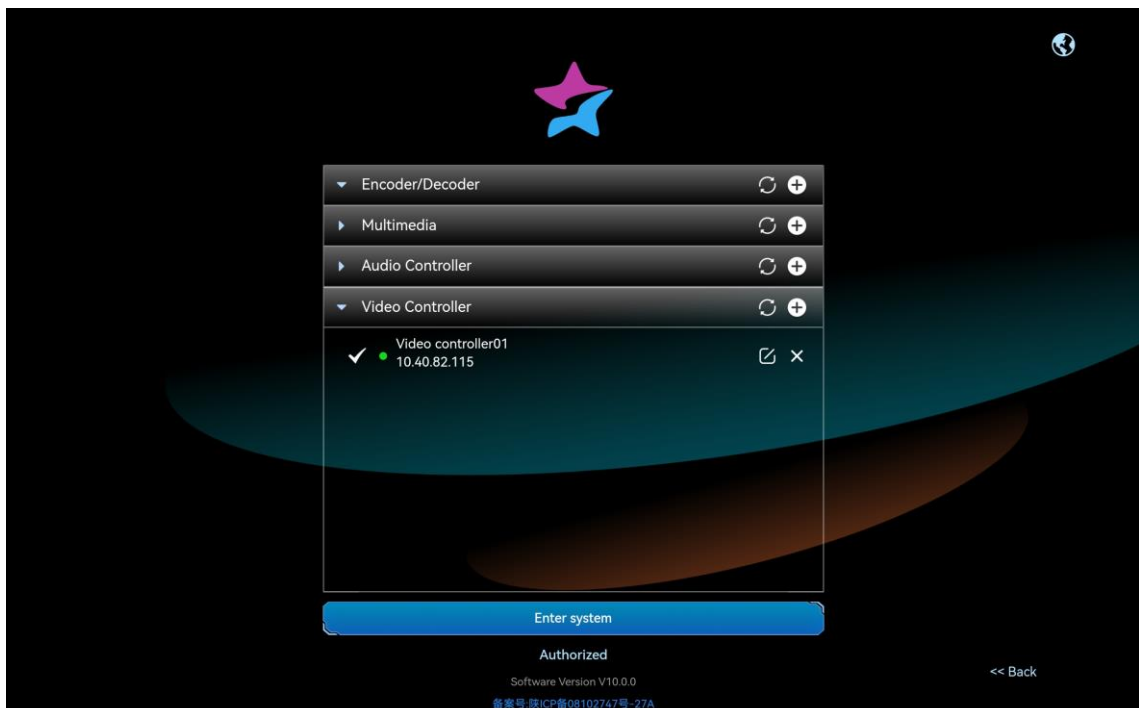 Encoder/Decoder
Multimedia
Audio Controller
Video Controller
Video controller01
10.40.82.115
Enter system
Authorized
<< Back
Software Version V10.0.0
备案号:陕ICP备08102747号-27A